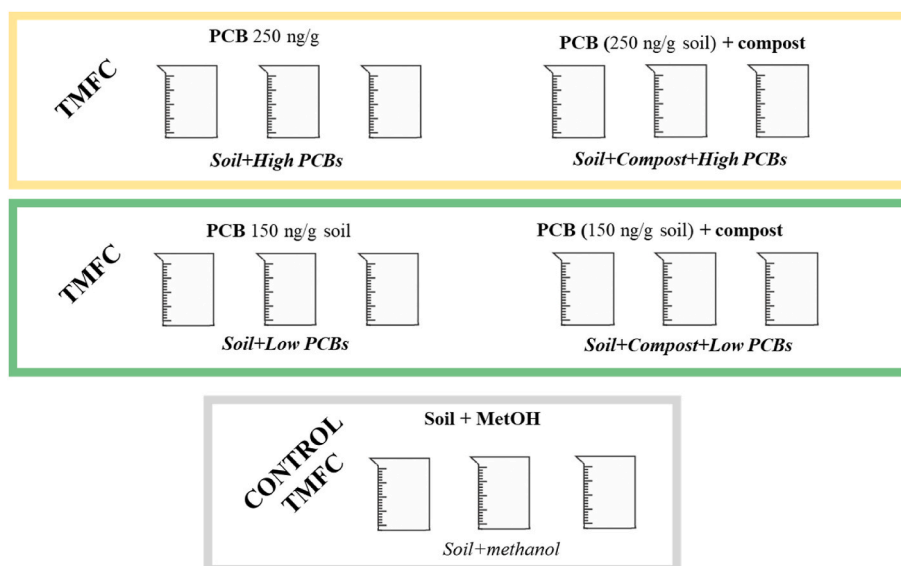 TMFC
PCB 250 ng/g
Soil+High PCBs
PCB (250 ng/g soil) + compost
Soil+Compost+High PCBs
TMFC
PCB 150 ng/g soil
Soil+Low PCBs
PCB (150 ng/g soil) + compost
Soil+Compost+Low PCBs
CONTROL
TMFC
Soil + MetOH
Soil+methanol